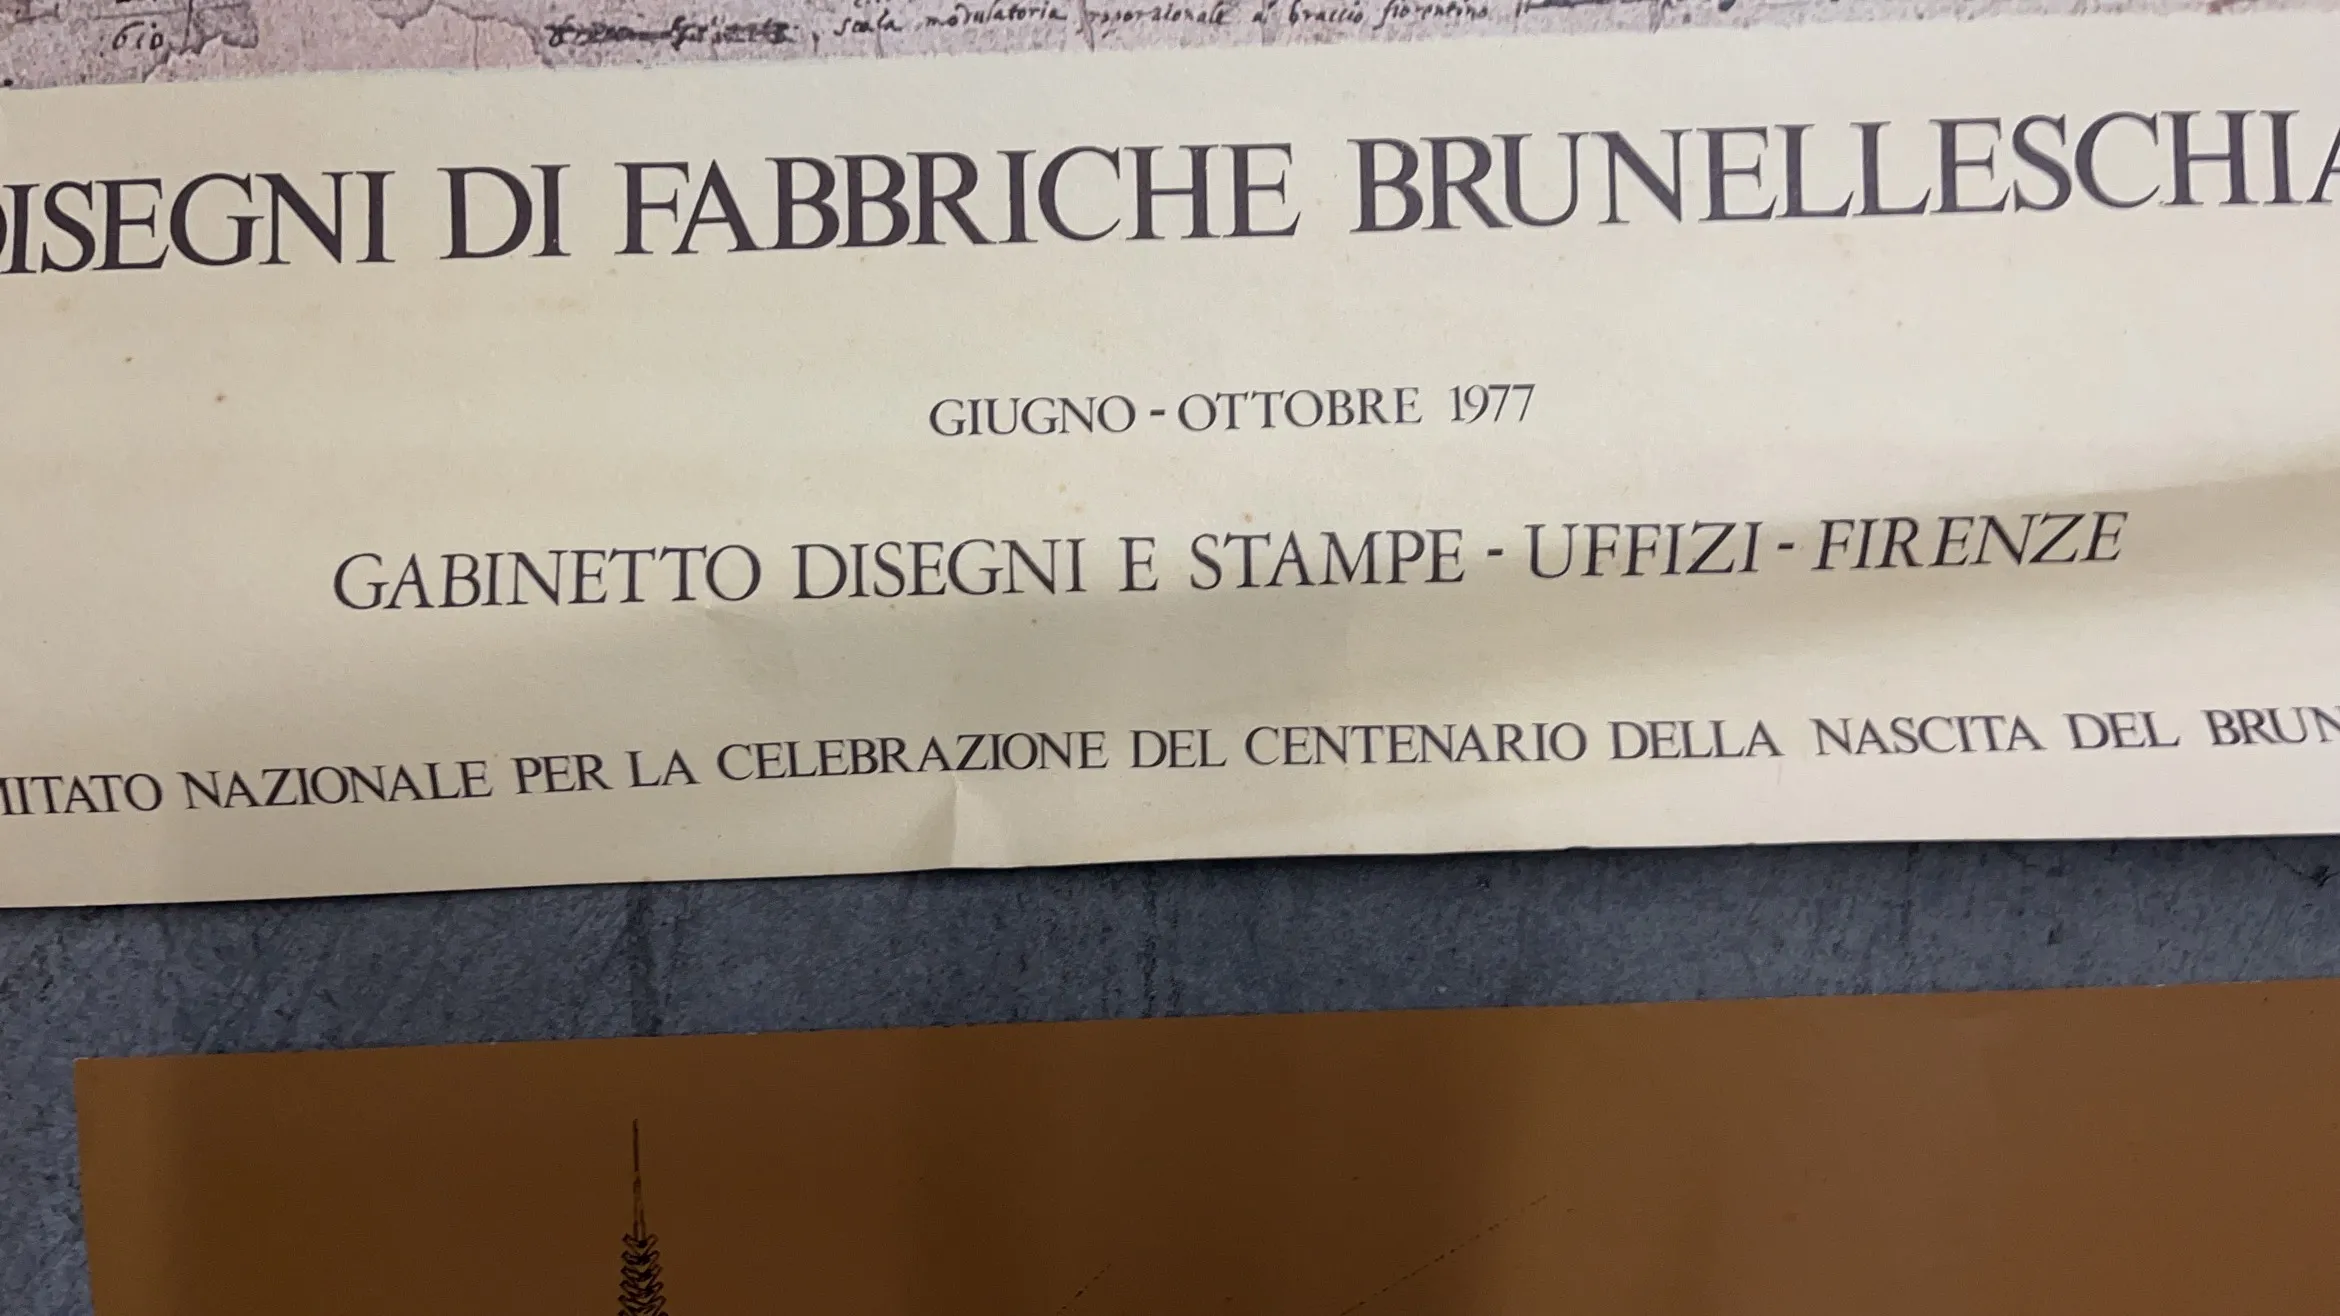 6io
scala modulatoria proporzionale al braccio fiorentino
DISEGNI DI FABBRICHE BRUNELLESCHIA
GIUGNO - OTTOBRE 1977
GABINETTO DISEGNI E STAMPE - UFFIZI - FIRENZE
MITATO NAZIONALE PER LA CELEBRAZIONE DEL CENTENARIO DELLA NASCITA DEL BRUN